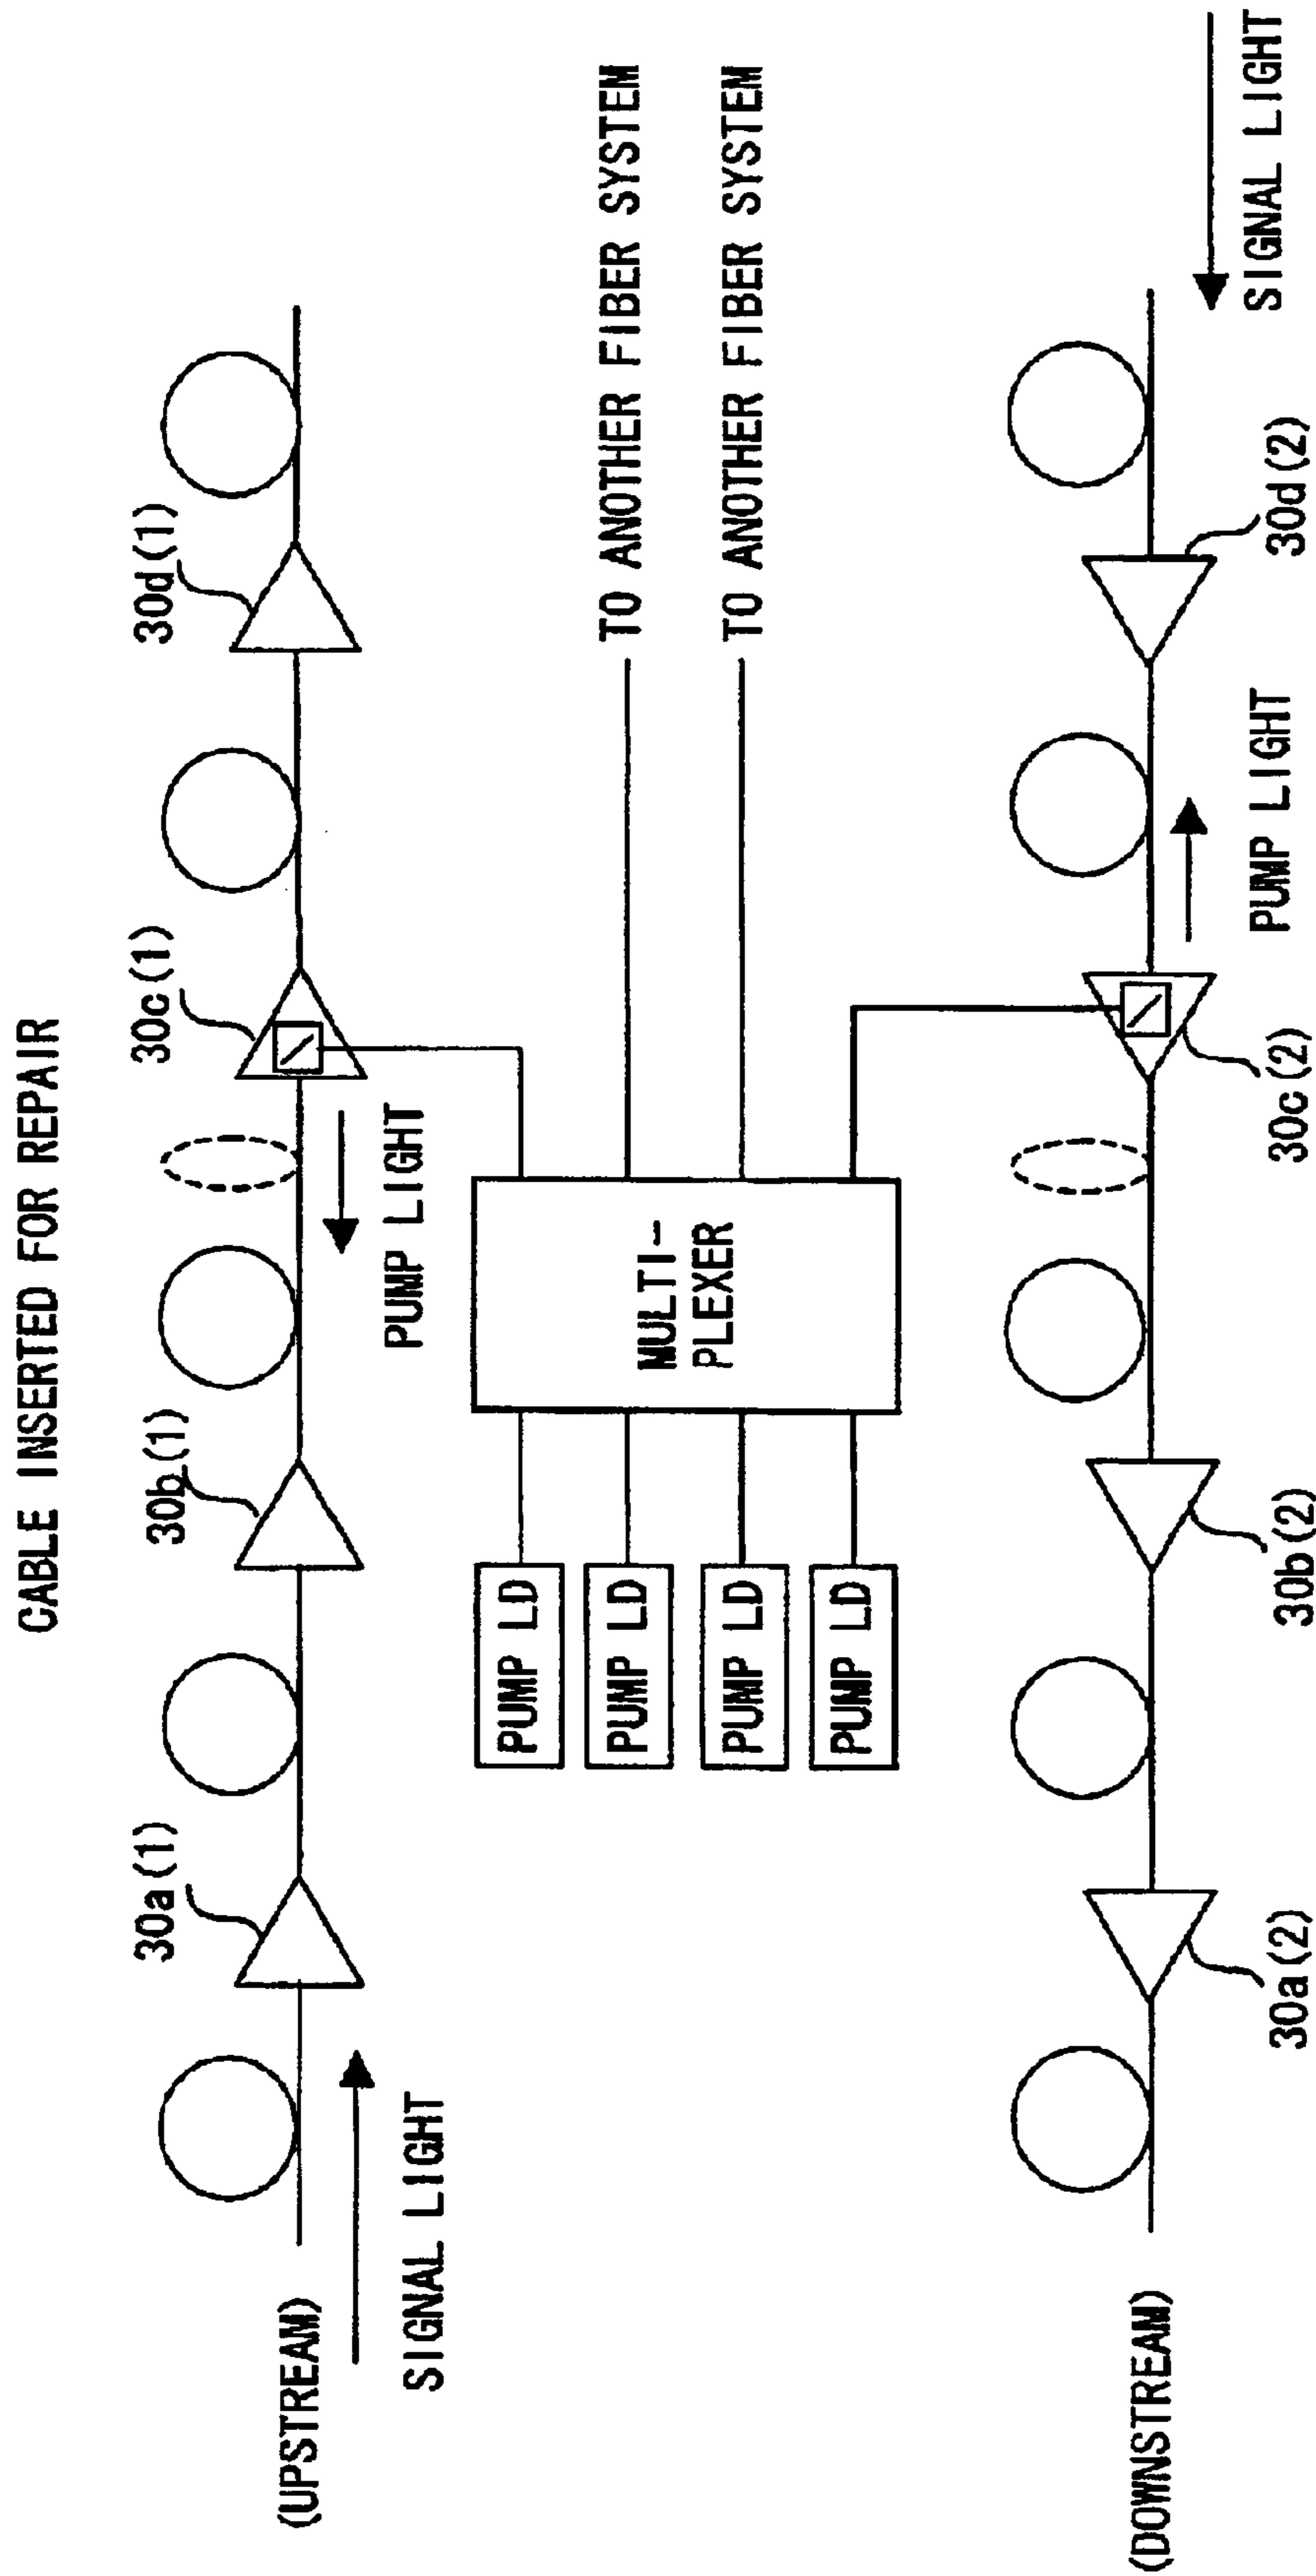 CABLE INSERTED FOR REPAIR
30a(1)
30b(1)
30c(1)
30d(1)
(UPSTREAM)
SIGNAL LIGHT
PUMP LIGHT
PUMP LD
PUMP LD
PUMP LD
PUMP LD
MULTI-
PLEXER
TO ANOTHER FIBER SYSTEM
TO ANOTHER FIBER SYSTEM
(DOWNSTREAM)
PUMP LIGHT
SIGNAL LIGHT
30a(2)
30b(2)
30c(2)
30d(2)